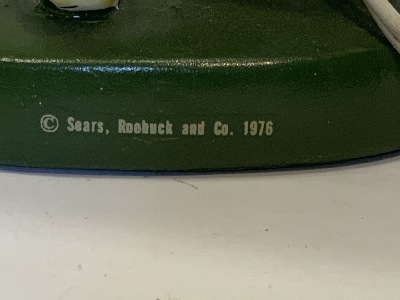 © Sears, Roebuck and Co. 1976